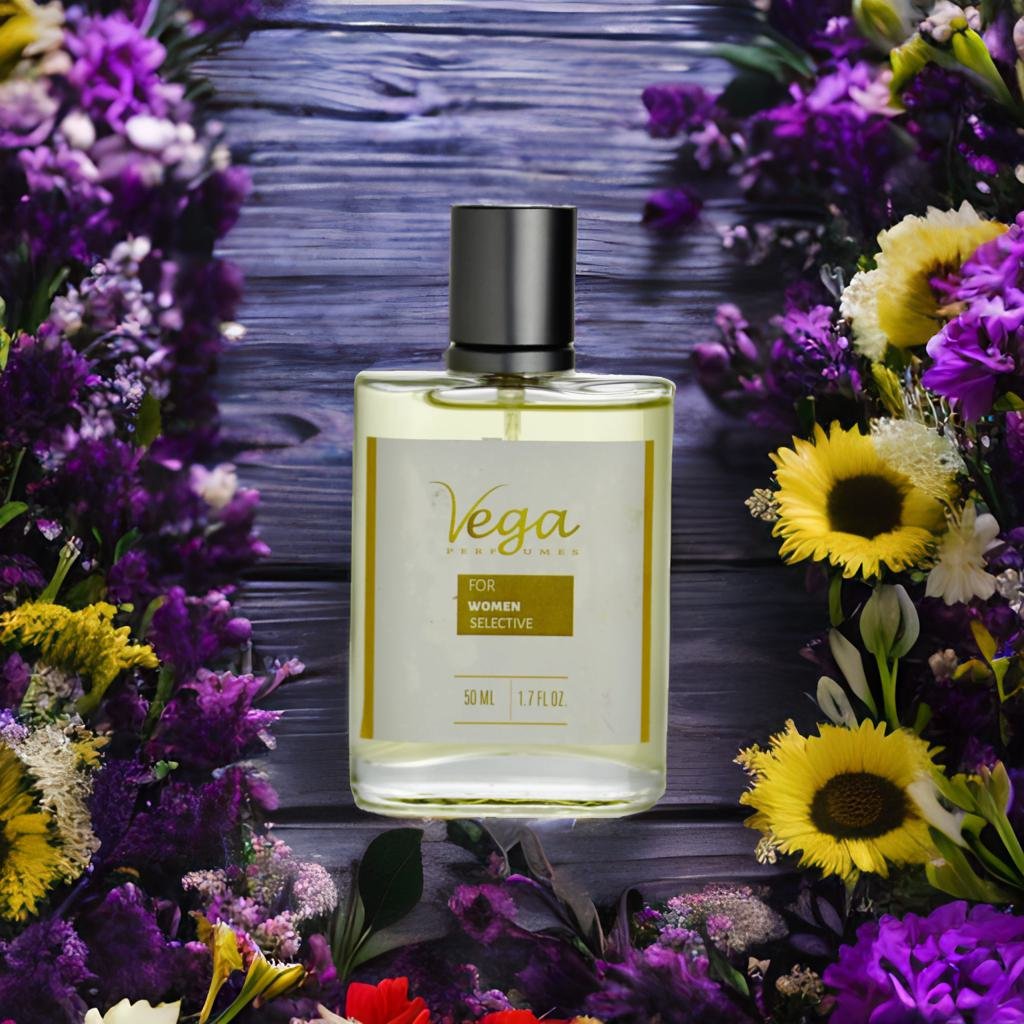 Vega
PERFUMES
FOR
WOMEN
SELECTIVE
50 ML 1.7 FL OZ.